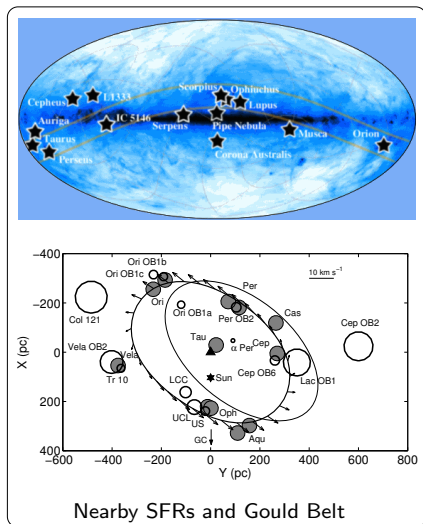 Scorpius Ophiuchus
Cepheus L1333 Lupus
Auriga IC 5146
Taurus Serpens Pipe Nebula Musca Orion
Perseus Corona Australis
−400
−200
0
200
400
X (pc)
Ori OB1b
Ori OB1c
Ori
Ori OB1a
Per
Per OB2
10 km s⁻¹
Col 121
Cas
Cep OB2
Tau
α Per
Cep
Vela OB2
Vela
Tr 10
Cep OB6
Lac OB1
Sun
LCC
UCL
US
Oph
GC
Aqu
−600 −400 −200 0 200 400 600 800
Y (pc)
Nearby SFRs and Gould Belt